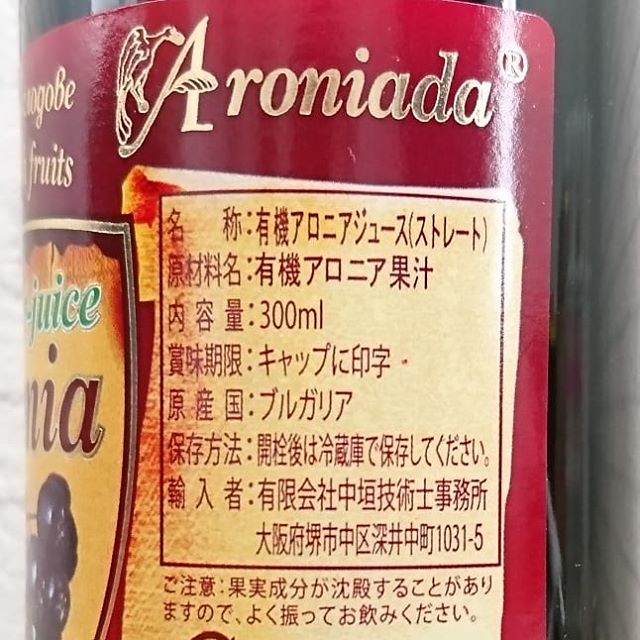 Aroniada®
fruits
juice
名称:有機アロニアジュース(ストレート)
原材料名:有機アロニア果汁
内容量:300ml
賞味期限:キャップに印字
原産国:ブルガリア
保存方法:開栓後は冷蔵庫で保存してください。
輸入者:有限会社中垣技術士事務所
大阪府堺市中区深井中町1031-5
ご注意:果実成分が沈殿することがあり
ますので、よく振ってお飲みください。